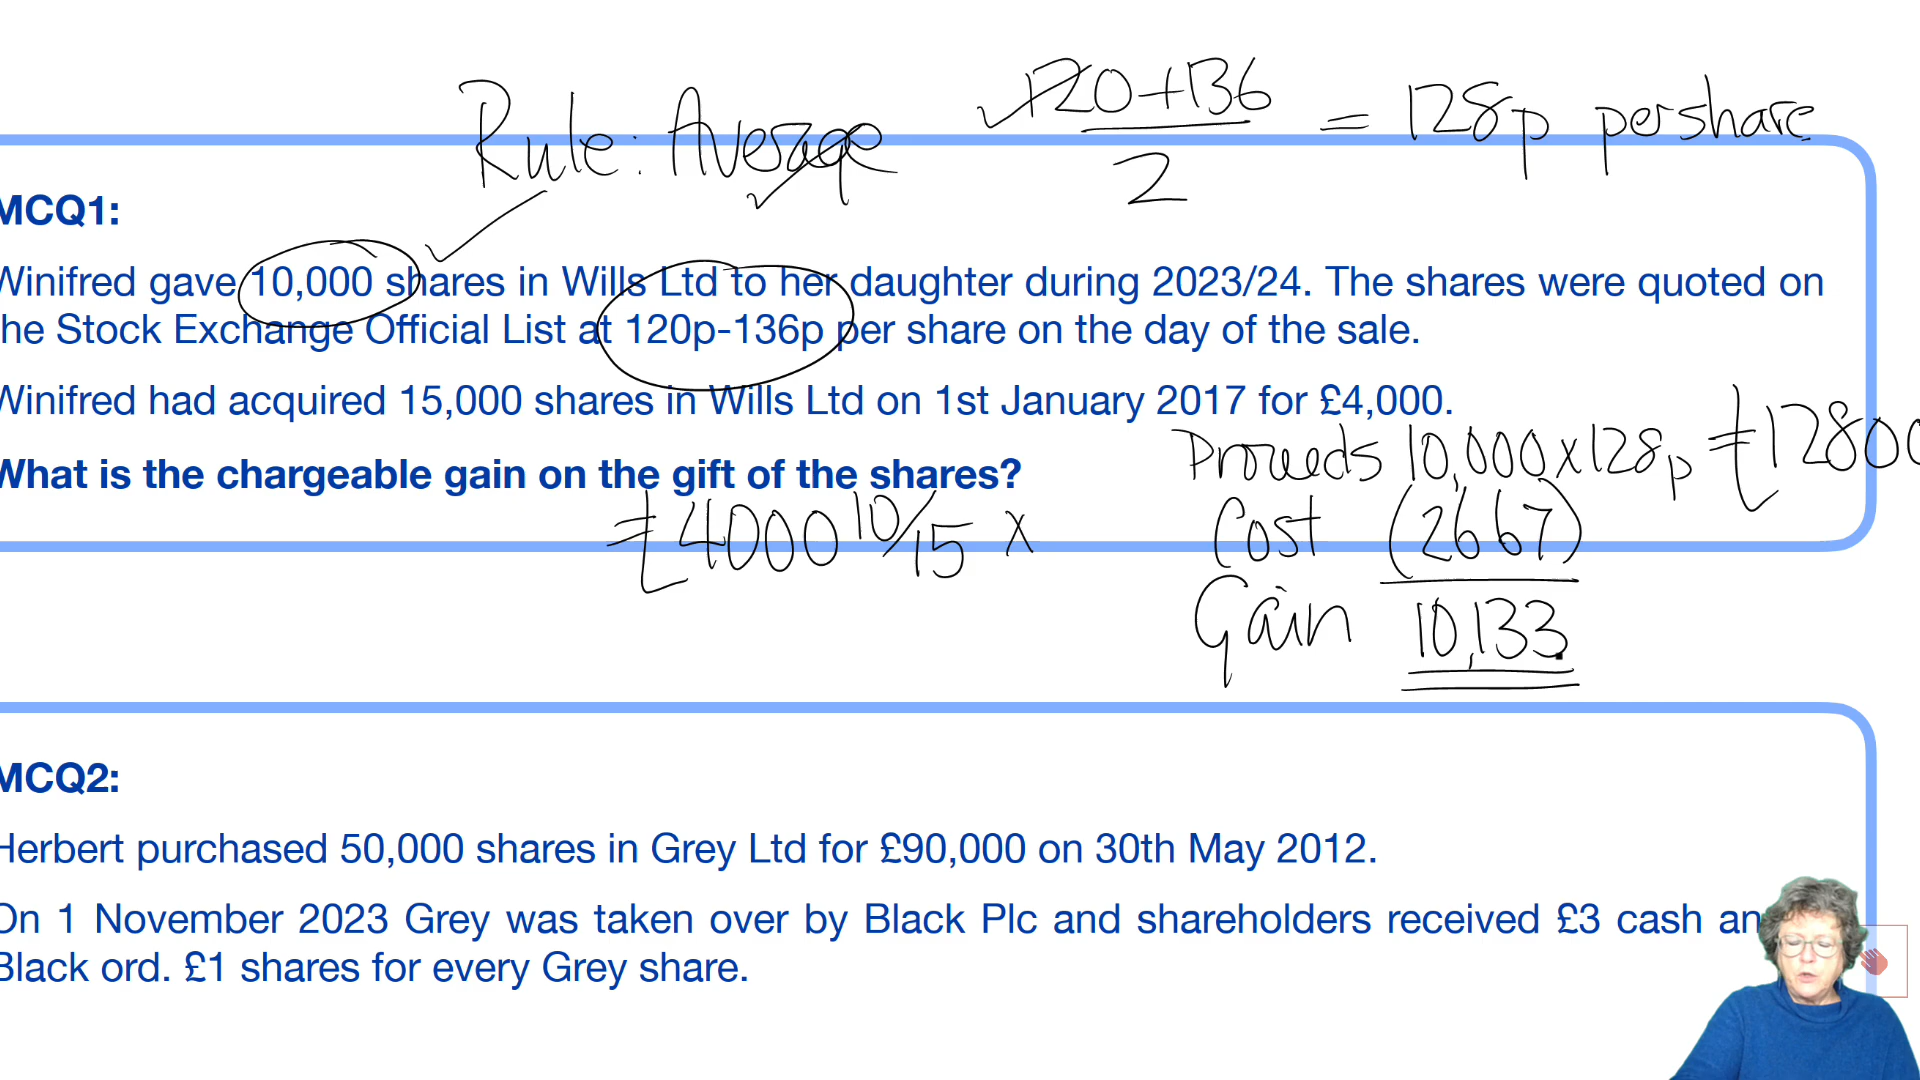 Rule: Average 120+136 = 128p per share
2
MCQ1:
Winifred gave 10,000 shares in Wills Ltd to her daughter during 2023/24. The shares were quoted on
he Stock Exchange Official List at 120p-136p per share on the day of the sale.
Winifred had acquired 15,000 shares in Wills Ltd on 1st January 2017 for £4,000.
Proceeds 10,000 x 128p = £12800
What is the chargeable gain on the gift of the shares?
£4000 10/15 x
Cost (2667)
Gain 10,133.
MCQ2:
Herbert purchased 50,000 shares in Grey Ltd for £90,000 on 30th May 2012.
On 1 November 2023 Grey was taken over by Black Plc and shareholders received £3 cash an
Black ord. £1 shares for every Grey share.